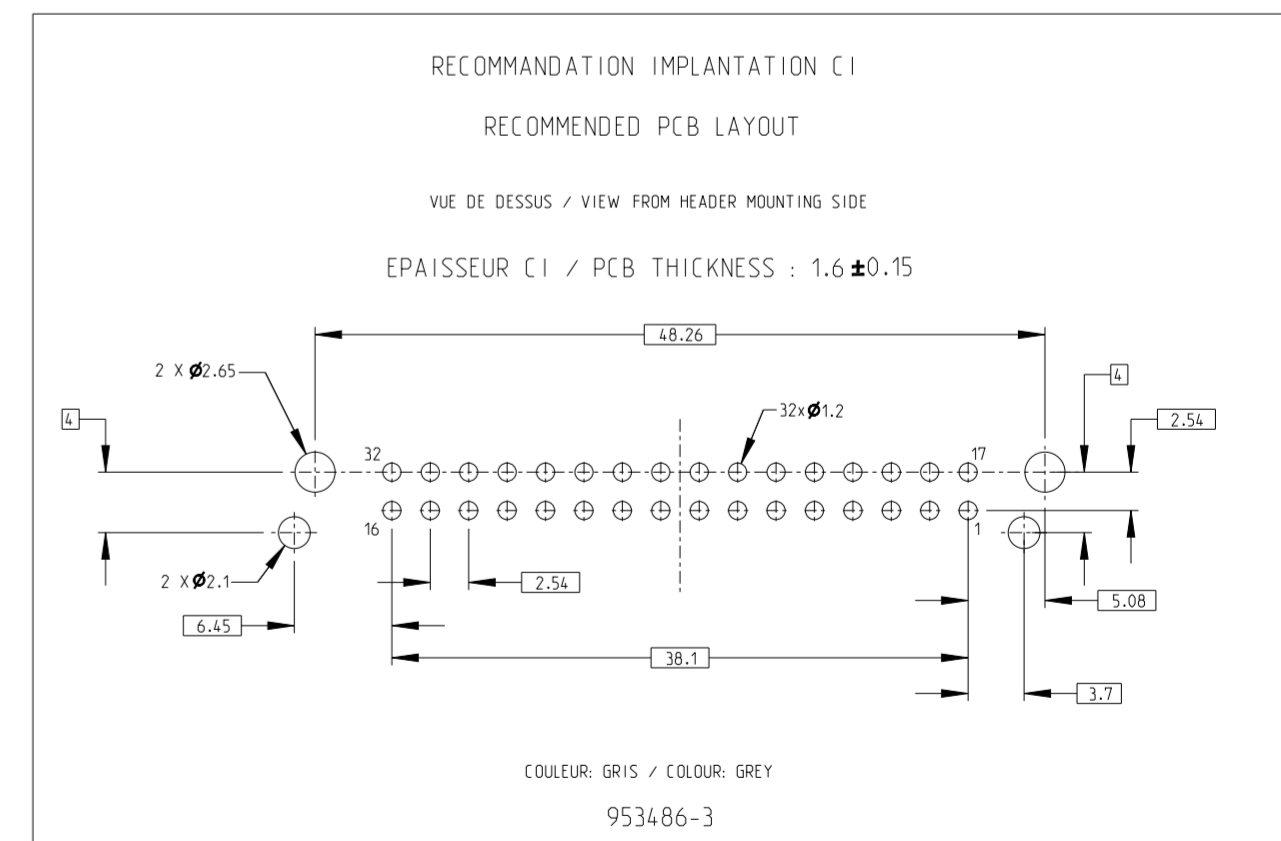 RECOMMANDATION IMPLANTATION CI
RECOMMENDED PCB LAYOUT
VUE DE DESSUS / VIEW FROM HEADER MOUNTING SIDE
EPAISSEUR CI / PCB THICKNESS : 1.6 ±0.15
48.26
2 X Ø2.65
4
4
32xØ1.2
2.54
32
17
16
1
2 XØ2.1
2.54
5.08
6.45
38.1
3.7
COULEUR: GRIS / COLOUR: GREY
953486-3